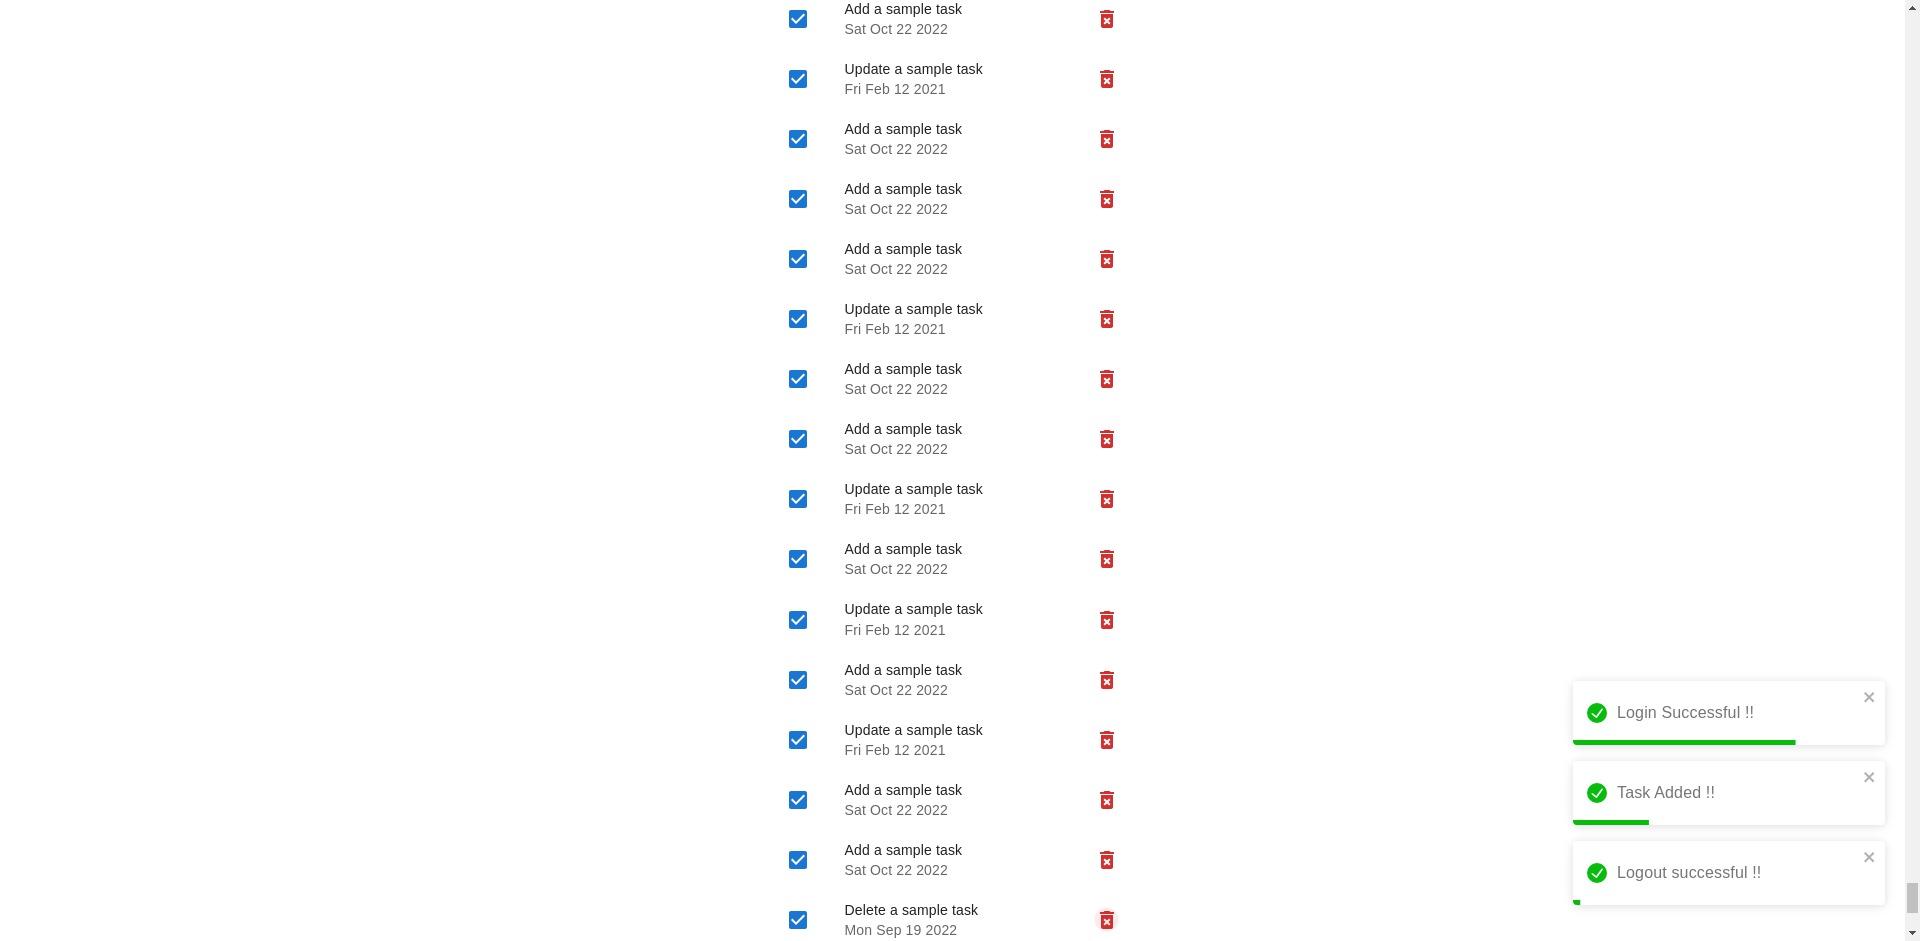 Add a sample task
Sat Oct 22 2022
Update a sample task
Fri Feb 12 2021
Add a sample task
Sat Oct 22 2022
Add a sample task
Sat Oct 22 2022
Add a sample task
Sat Oct 22 2022
Update a sample task
Fri Feb 12 2021
Add a sample task
Sat Oct 22 2022
Add a sample task
Sat Oct 22 2022
Update a sample task
Fri Feb 12 2021
Add a sample task
Sat Oct 22 2022
Update a sample task
Fri Feb 12 2021
Add a sample task
Sat Oct 22 2022
Update a sample task
Fri Feb 12 2021
Add a sample task
Sat Oct 22 2022
Add a sample task
Sat Oct 22 2022
Delete a sample task
Mon Sep 19 2022
Login Successful !!
Task Added !!
Logout successful !!